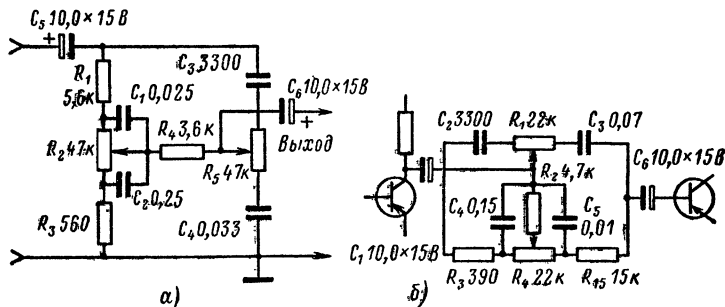 C₅ 10,0×15 В
+
R₁
5,6к
C₁ 0,025
C₃ 3300
R₂ 47к
R₄ 3,6к
C₆ 10,0×15В
+
Выход
C₂ 0,25
R₅ 47к
R₃ 560
C₄ 0,033
а)
C₂ 3300
R₁ 22к
C₃ 0,07
R₂ 4,7к
C₆ 10,0×15В
C₄ 0,15
C₅
0,01
C₁ 10,0×15В
R₃ 390
R₄ 22к
R₁₅ 15к
б)